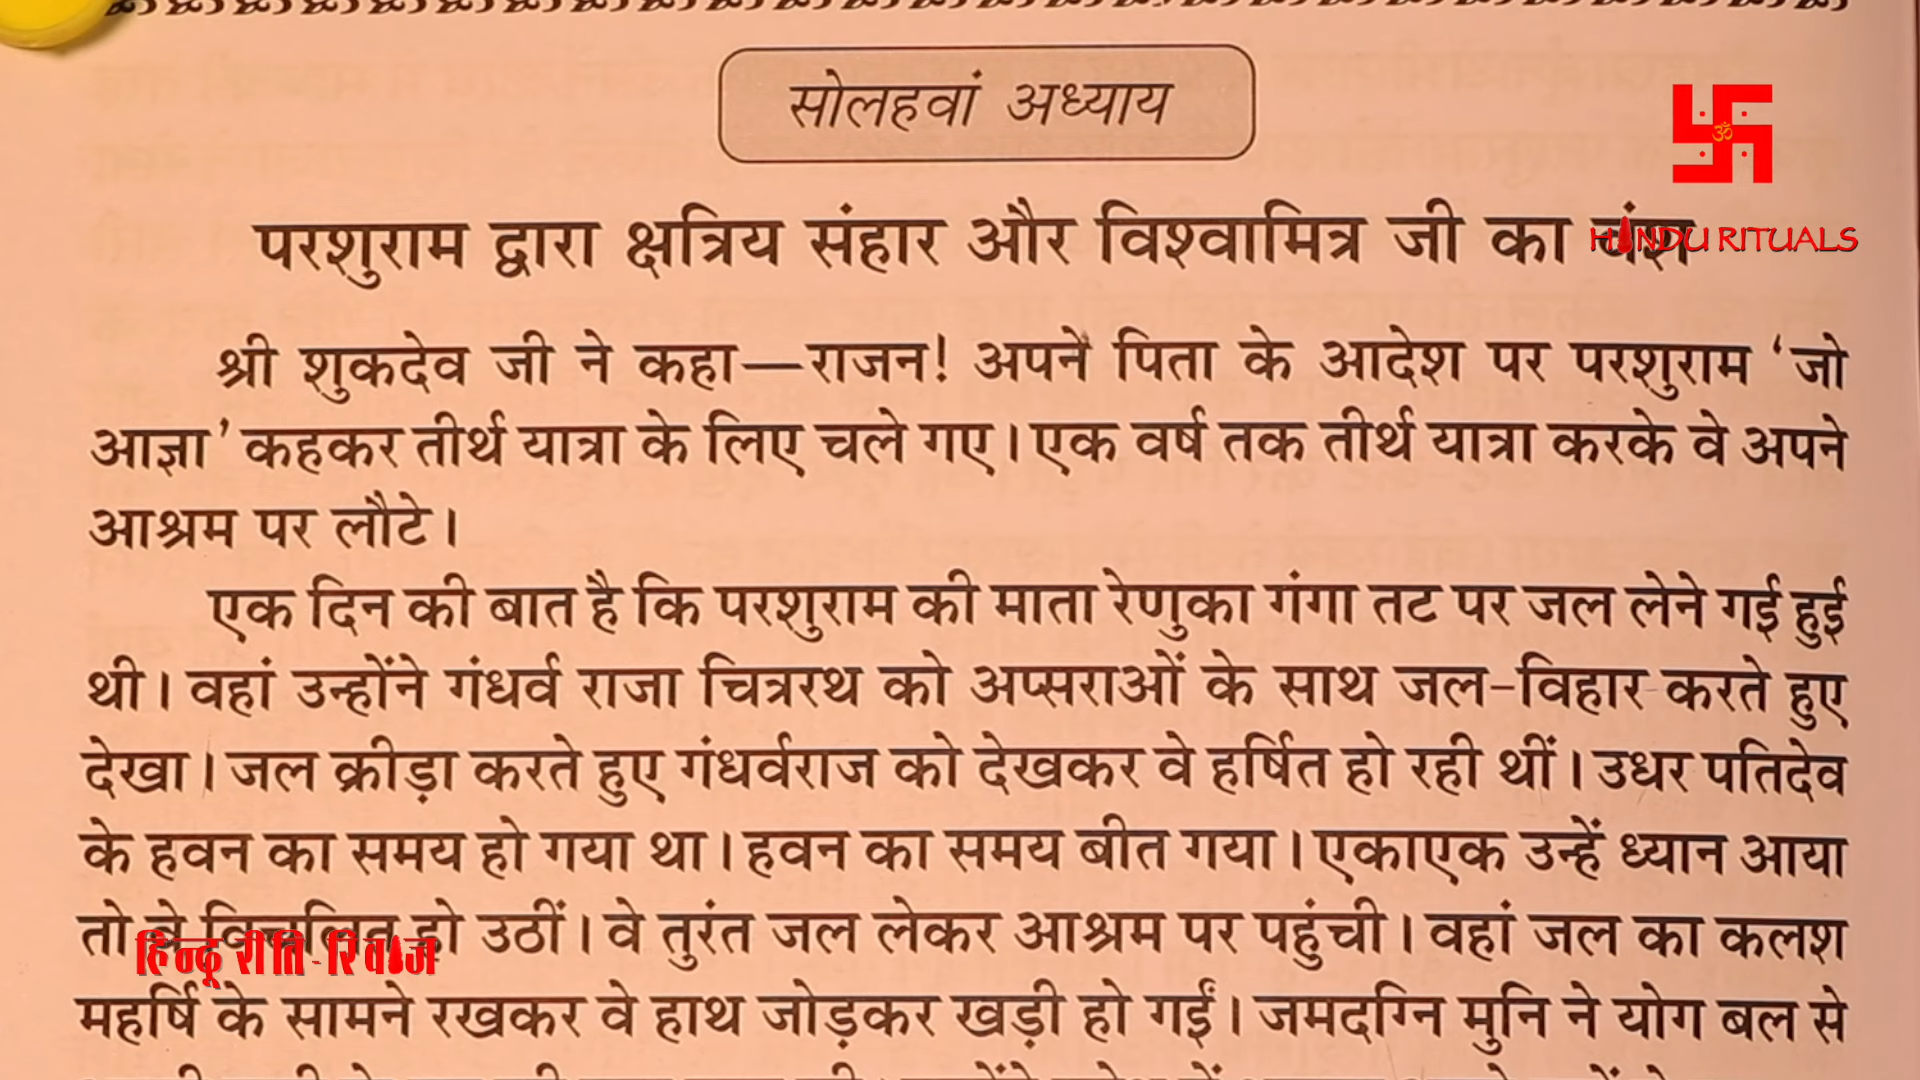 सोलहवां अध्याय
परशुराम द्वारा क्षत्रिय संहार और विश्वामित्र जी का वंश
HINDU RITUALS
श्री शुकदेव जी ने कहा—राजन! अपने पिता के आदेश पर परशुराम ‘जो
आज्ञा’ कहकर तीर्थ यात्रा के लिए चले गए। एक वर्ष तक तीर्थ यात्रा करके वे अपने
आश्रम पर लौटे।
एक दिन की बात है कि परशुराम की माता रेणुका गंगा तट पर जल लेने गई हुई
थी। वहां उन्होंने गंधर्व राजा चित्ररथ को अप्सराओं के साथ जल-विहार करते हुए
देखा। जल क्रीड़ा करते हुए गंधर्वराज को देखकर वे हर्षित हो रही थीं। उधर पतिदेव
के हवन का समय हो गया था। हवन का समय बीत गया। एकाएक उन्हें ध्यान आया
तो वे विचलित हो उठीं। वे तुरंत जल लेकर आश्रम पर पहुंची। वहां जल का कलश
हिन्दू रीति-रिवाज
महर्षि के सामने रखकर वे हाथ जोड़कर खड़ी हो गईं। जमदग्नि मुनि ने योग बल से